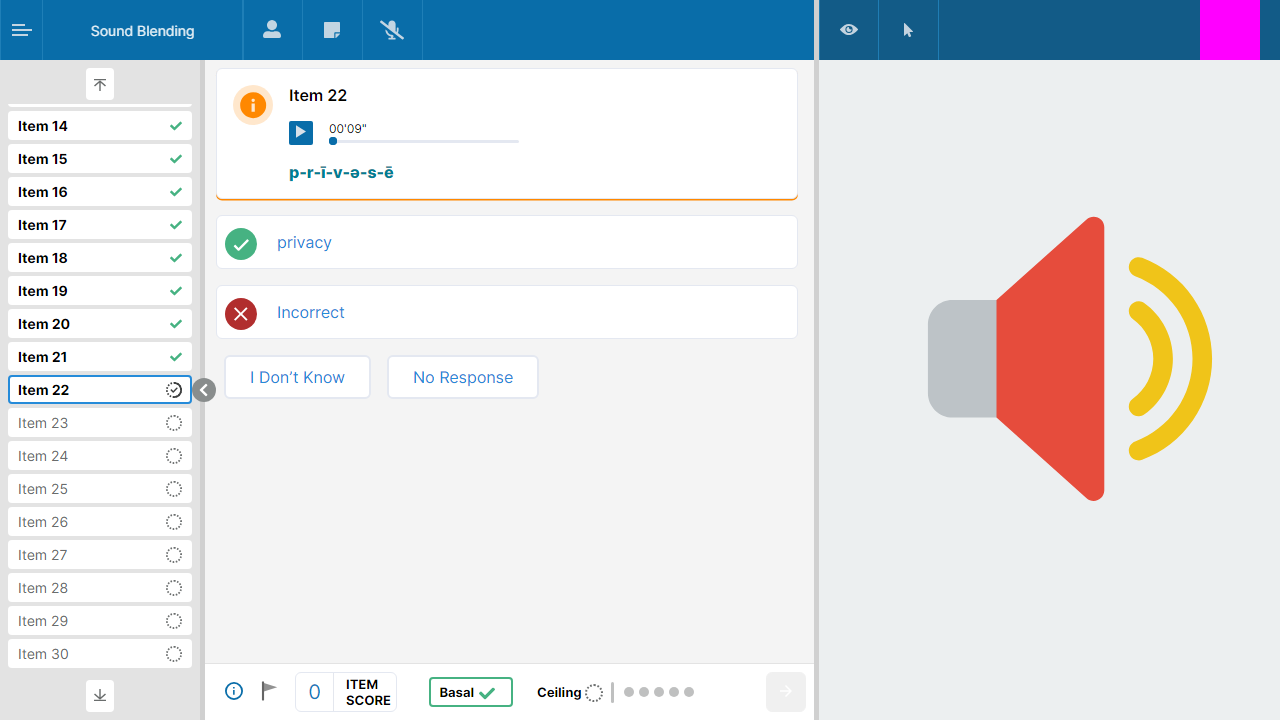 Sound Blending
Item 14
Item 15
Item 16
Item 17
Item 18
Item 19
Item 20
Item 21
Item 22
Item 23
Item 24
Item 25
Item 26
Item 27
Item 28
Item 29
Item 30
Item 22
00'09"
p-r-ī-v-ə-s-ē
privacy
Incorrect
I Don’t Know
No Response
0
ITEM
SCORE
Basal
Ceiling